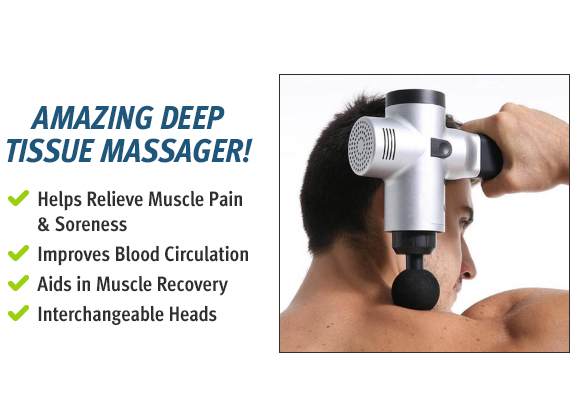 AMAZING DEEP
TISSUE MASSAGER!
Helps Relieve Muscle Pain
& Soreness
Improves Blood Circulation
Aids in Muscle Recovery
Interchangeable Heads